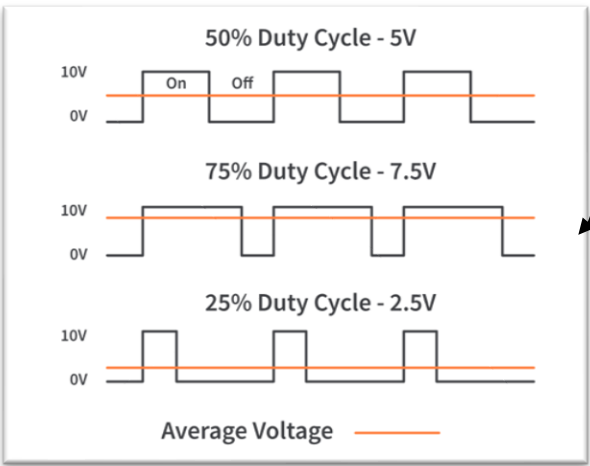 50% Duty Cycle - 5V
10V
On Off
0V
75% Duty Cycle - 7.5V
10V
0V
25% Duty Cycle - 2.5V
10V
0V
Average Voltage